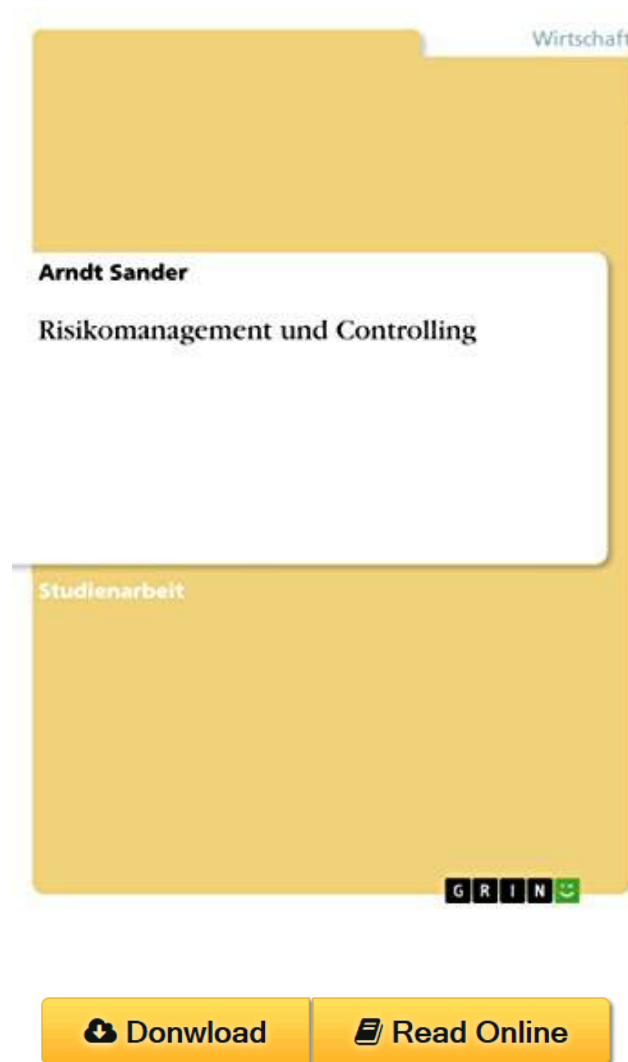 Wirtschaft
Arndt Sander
Risikomanagement und Controlling
Studienarbeit
GRIN
Donwload Read Online